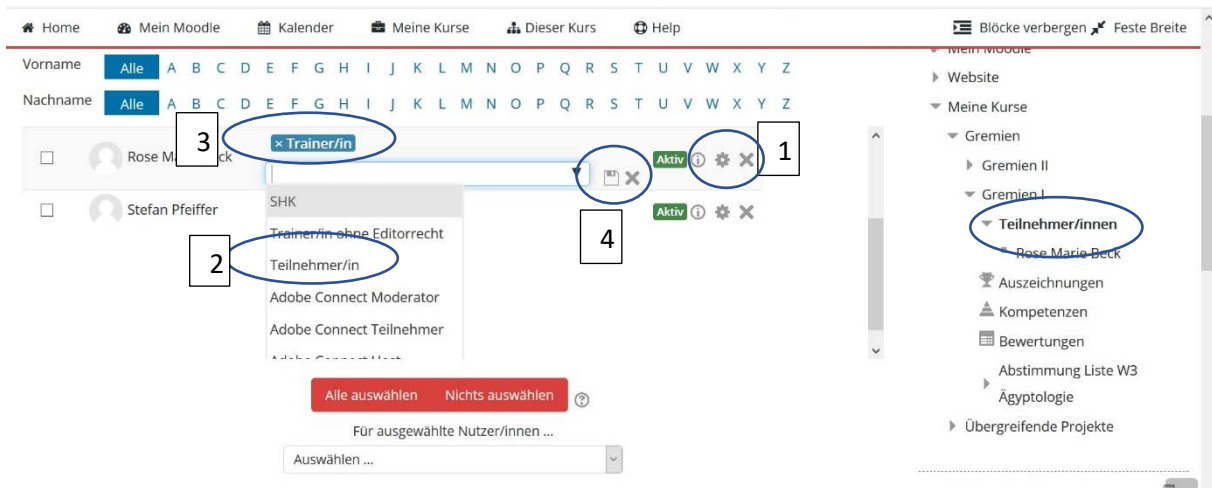 Home Mein Moodle Kalender Meine Kurse Dieser Kurs Help Blöcke verbergen Feste Breite
Vorname Alle A B C D E F G H I J K L M N O P Q R S T U V W X Y Z
Nachname Alle A B C D E F G H I J K L M N O P Q R S T U V W X Y Z
3
× Trainer/in
Rose M ck
Aktiv
1
SHK
4
Stefan Pfeiffer
Aktiv
Trainer/in ohne Editorrecht
2
Teilnehmer/in
Adobe Connect Moderator
Adobe Connect Teilnehmer
Alle auswählen Nichts auswählen
Für ausgewählte Nutzer/innen ...
Auswählen ...
Mein Moodle
Website
Meine Kurse
Gremien
Gremien II
Gremien I
Teilnehmer/innen
Rose Marie Beck
Auszeichnungen
Kompetenzen
Bewertungen
Abstimmung Liste W3
Ägyptologie
Übergreifende Projekte